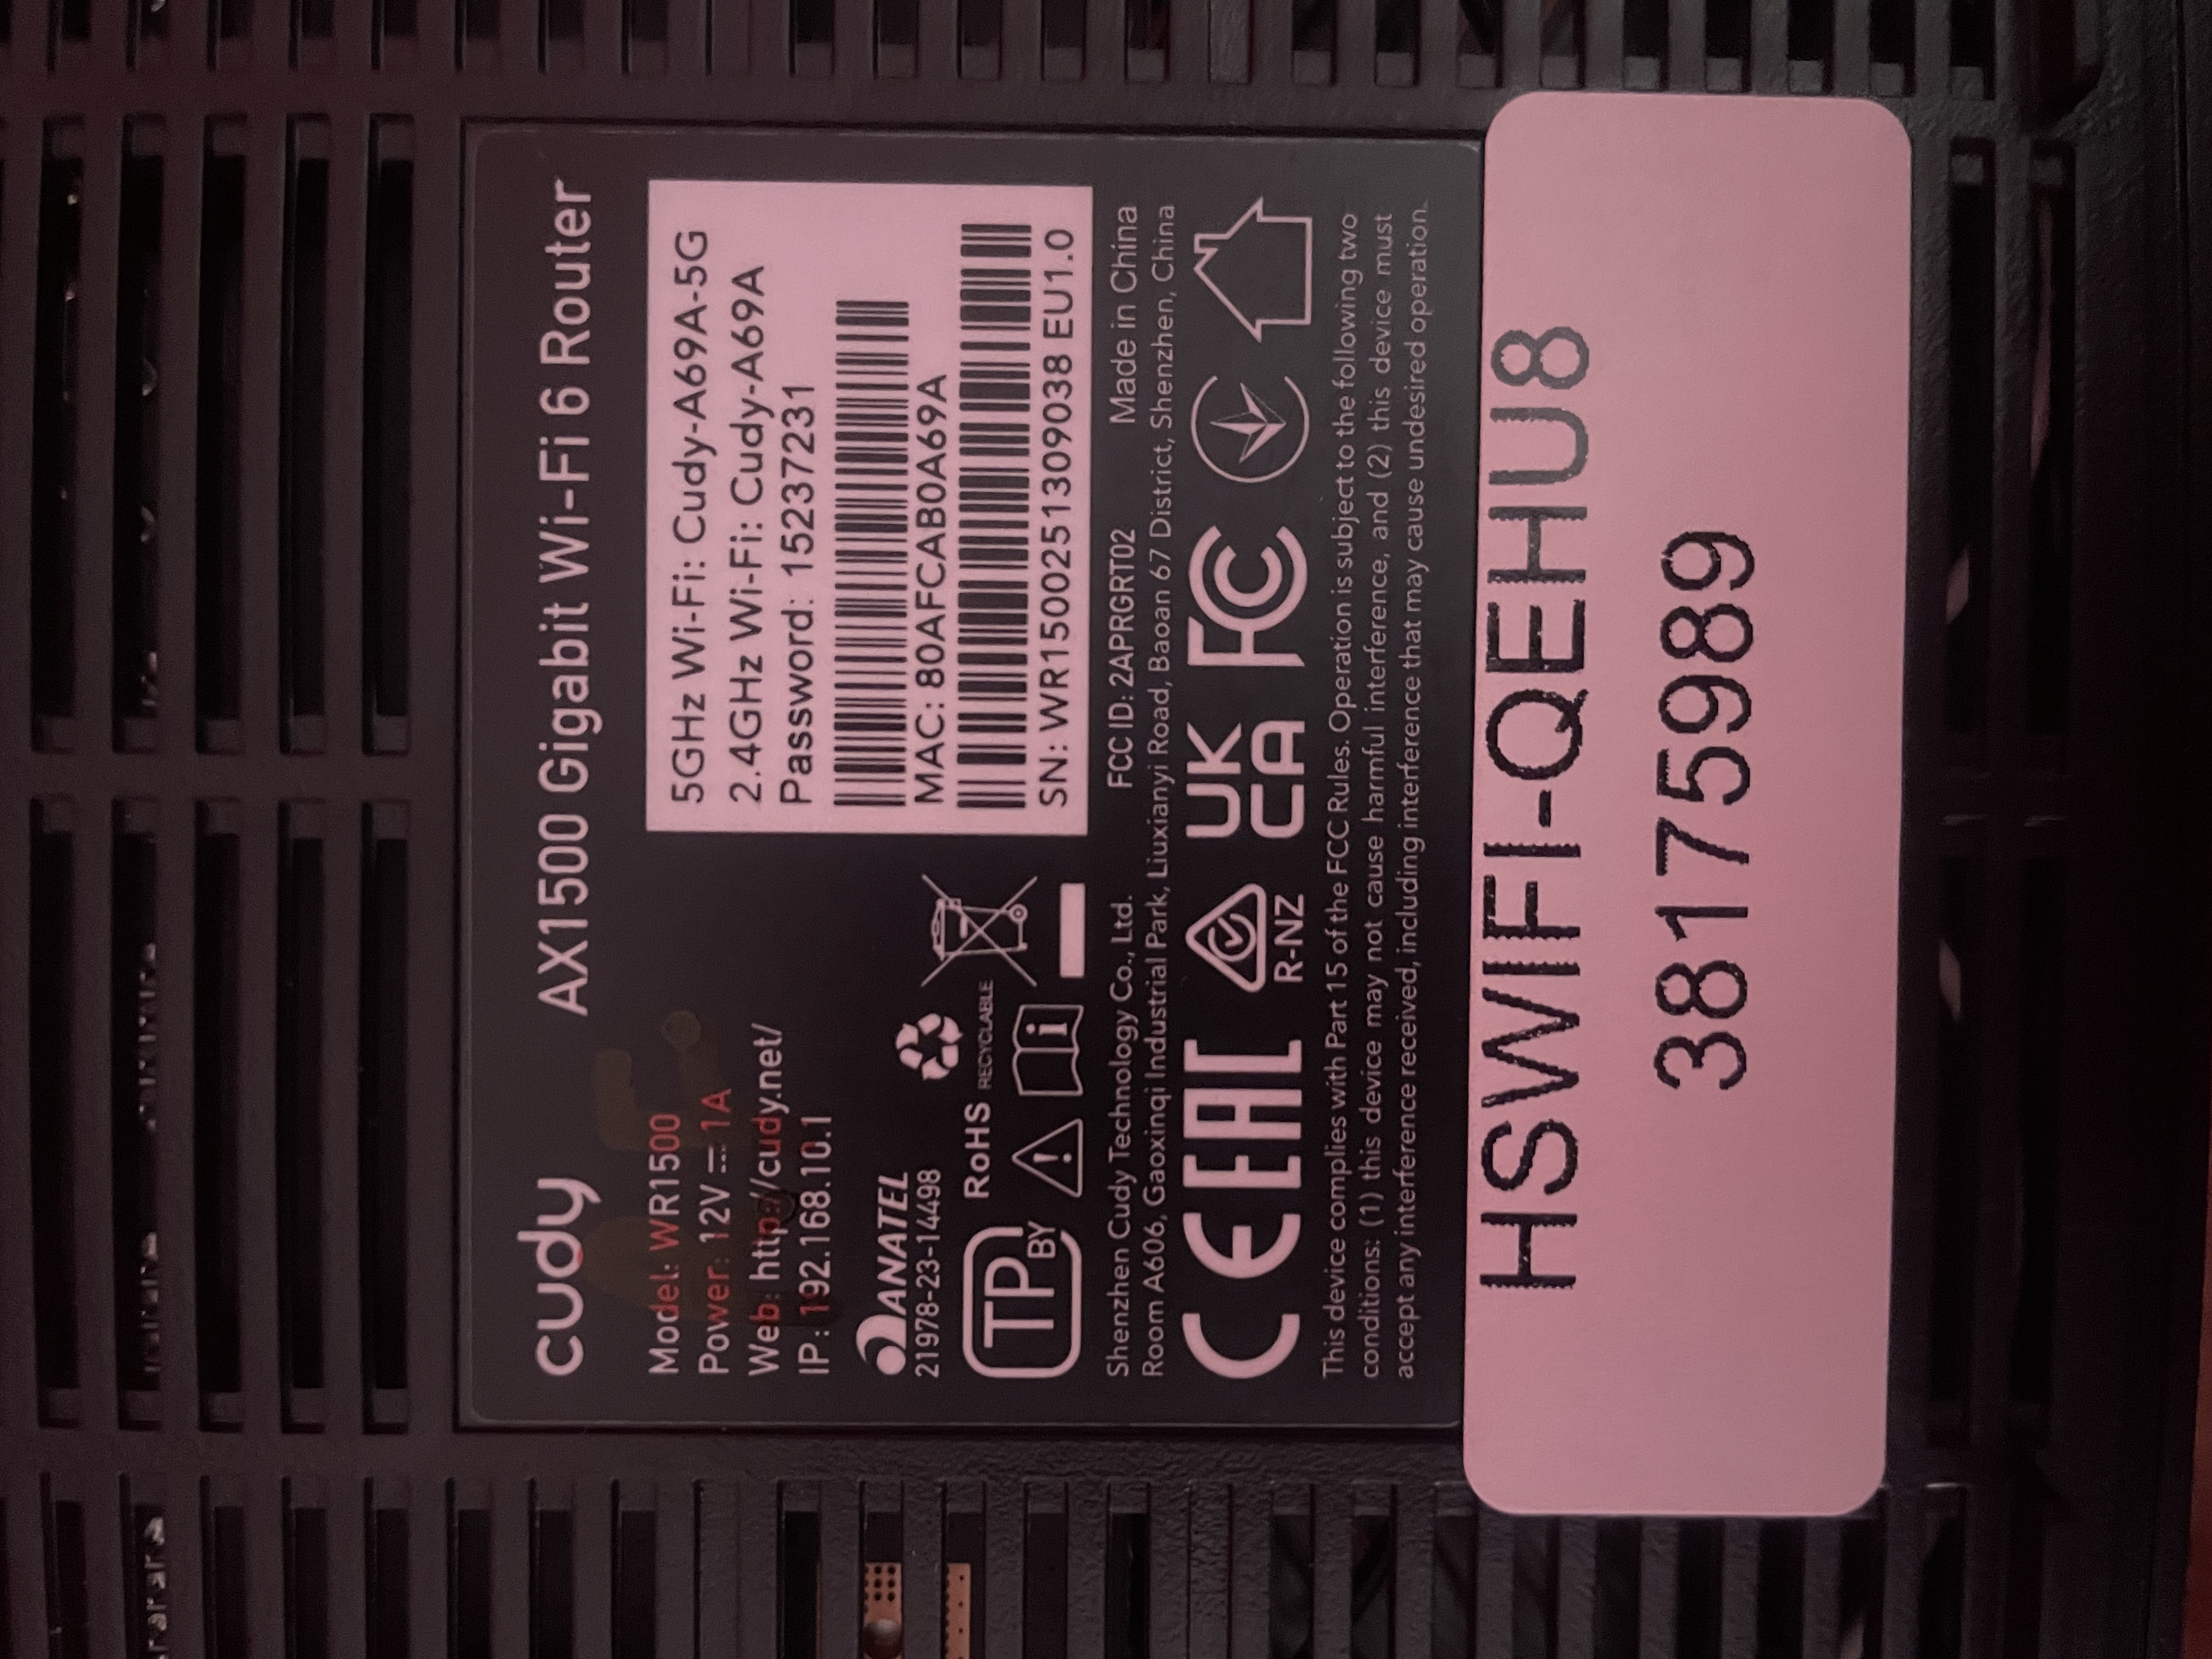 cudy
AX1500 Gigabit Wi-Fi 6 Router
Model: WR1500
Power: 12V ⎓ 1A
Web: http://cudy.net/
IP: 192.168.10.1
5GHz Wi-Fi: Cudy-A69A-5G
2.4GHz Wi-Fi: Cudy-A69A
Password: 15237231
MAC: 80AFCAB0A69A
SN: WR15002513090​38 EU1.0
ANATEL
21978-23-14498
RECYCLABLE
TP
BY
RoHS
Shenzhen Cudy Technology Co., Ltd.
FCC ID: 2APRGRT02
Made in China
Room A606, Gaoxinqi Industrial Park, Liuxianyi Road, Baoan 67 District, Shenzhen, China
CE
EAC
R-NZ
UK
CA
FC
This device complies with Part 15 of the FCC Rules. Operation is subject to the following two
conditions: (1) this device may not cause harmful interference, and (2) this device must
accept any interference received, including interference that may cause undesired operation.
HSWIFI-QEHU8
38175989